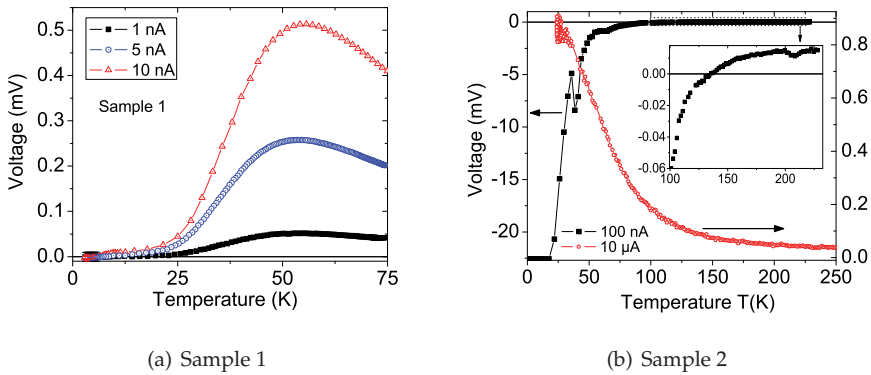 1 nA
5 nA
10 nA
Sample 1
Voltage (mV)
0.5
0.4
0.3
0.2
0.1
0.0
0 25 50 75
Temperature (K)
(a) Sample 1
Voltage (mV)
0
-5
-10
-15
-20
0.00
-0.02
-0.04
-0.06
100 150 200
100 nA
10 µA
0 50 100 150 200 250
Temperature T(K)
0.8
0.6
0.4
0.2
0.0
Voltage (mV)
(b) Sample 2